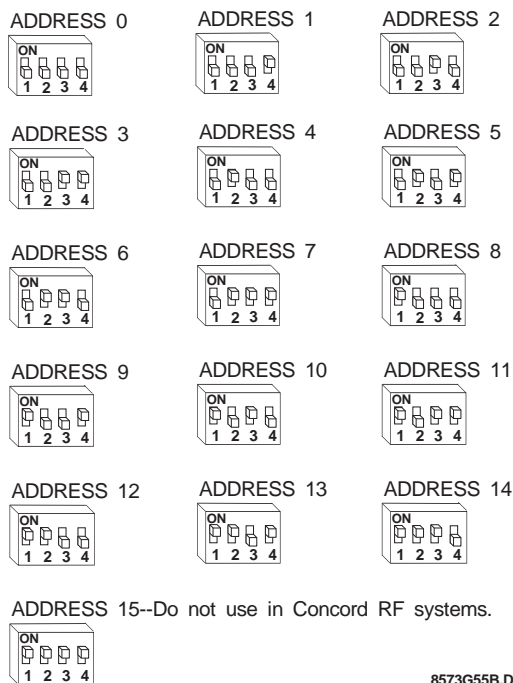 ADDRESS 0 ADDRESS 1 ADDRESS 2
ON ON ON
1 2 3 4 1 2 3 4 1 2 3 4
ADDRESS 3 ADDRESS 4 ADDRESS 5
ON ON ON
1 2 3 4 1 2 3 4 1 2 3 4
ADDRESS 6 ADDRESS 7 ADDRESS 8
ON ON ON
1 2 3 4 1 2 3 4 1 2 3 4
ADDRESS 9 ADDRESS 10 ADDRESS 11
ON ON ON
1 2 3 4 1 2 3 4 1 2 3 4
ADDRESS 12 ADDRESS 13 ADDRESS 14
ON ON ON
1 2 3 4 1 2 3 4 1 2 3 4
ADDRESS 15--Do not use in Concord RF systems.
ON
1 2 3 4
8573G55B.D